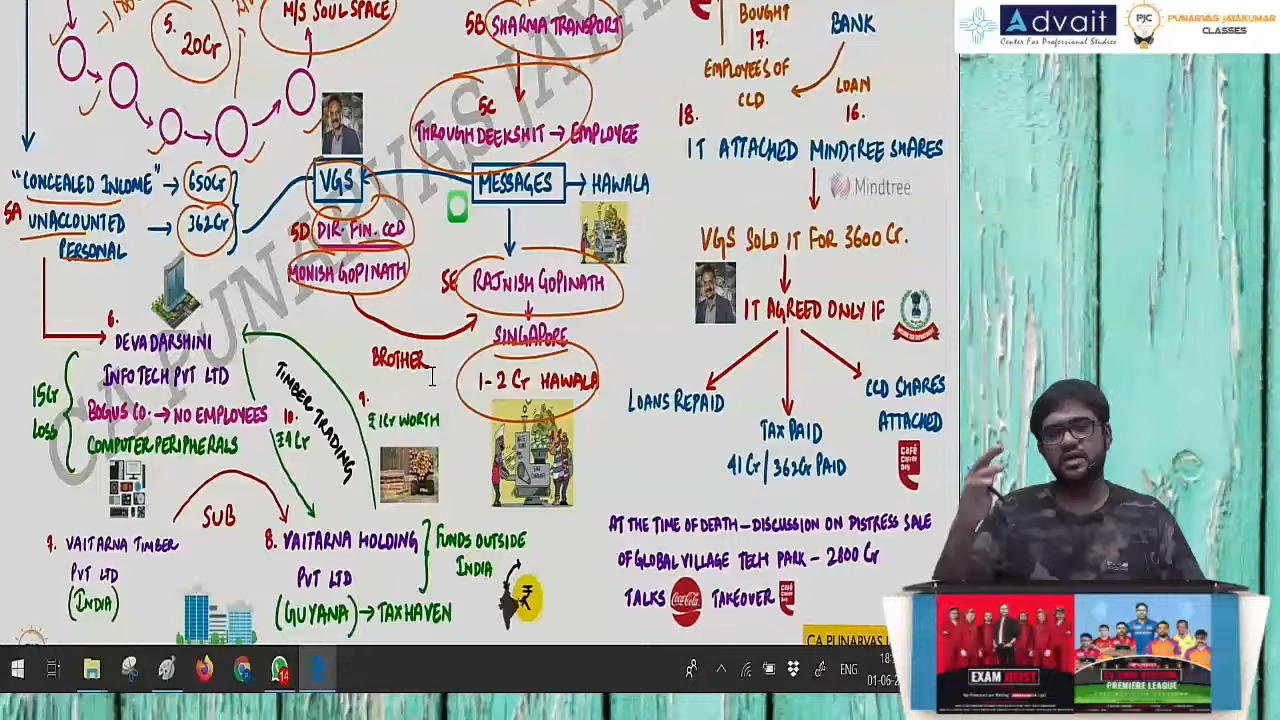 5.
20Cr
M/S SOUL SPACE
5B SHARMA TRANSPORT
5C
THROUGH DEEKSHIT → EMPLOYEE
"CONCEALED INCOME" → 650Cr
5A UNACCOUNTED → 362Cr
PERSONAL
VGS
MESSAGES → HAWALA
5D DIR. FIN. CCD
MONISH GOPINATH
5E RAJNISH GOPINATH
SINGAPORE
BROTHER
1-2 Cr HAWALA
6.
DEVADARSHINI
INFOTECH PVT LTD
15Cr
LOSS
BOGUS CO. → NO EMPLOYEES
COMPUTER PERIPHERALS
TIMBER TRADING
9.
₹1Cr WORTH
10.
SUB
7. VAITARNA TIMBER
PVT LTD
(INDIA)
8. VAITARNA HOLDING
PVT LTD
(GUYANA) → TAX HAVEN
FUNDS OUTSIDE
INDIA
₹
BOUGHT
17.
EMPLOYEES OF
CCD
BANK
LOAN
16.
18.
IT ATTACHED MINDTREE SHARES
Mindtree
VGS SOLD IT FOR 3600 Cr.
IT AGREED ONLY IF
LOANS REPAID
TAX PAID
41 Cr/362Cr PAID
CCD SHARES
ATTACHED
AT THE TIME OF DEATH – DISCUSSION ON DISTRESS SALE
OF GLOBAL VILLAGE TECH PARK – 2800 Cr
TALKS Coca-Cola TAKEOVER
CA PUNARVAS
Advait
Center For Professional Studies
PJC
PUNARVAS JAYAKUMAR
CLASSES
EXAM HEIST
PREMIERE LEAGUE
14
ENG